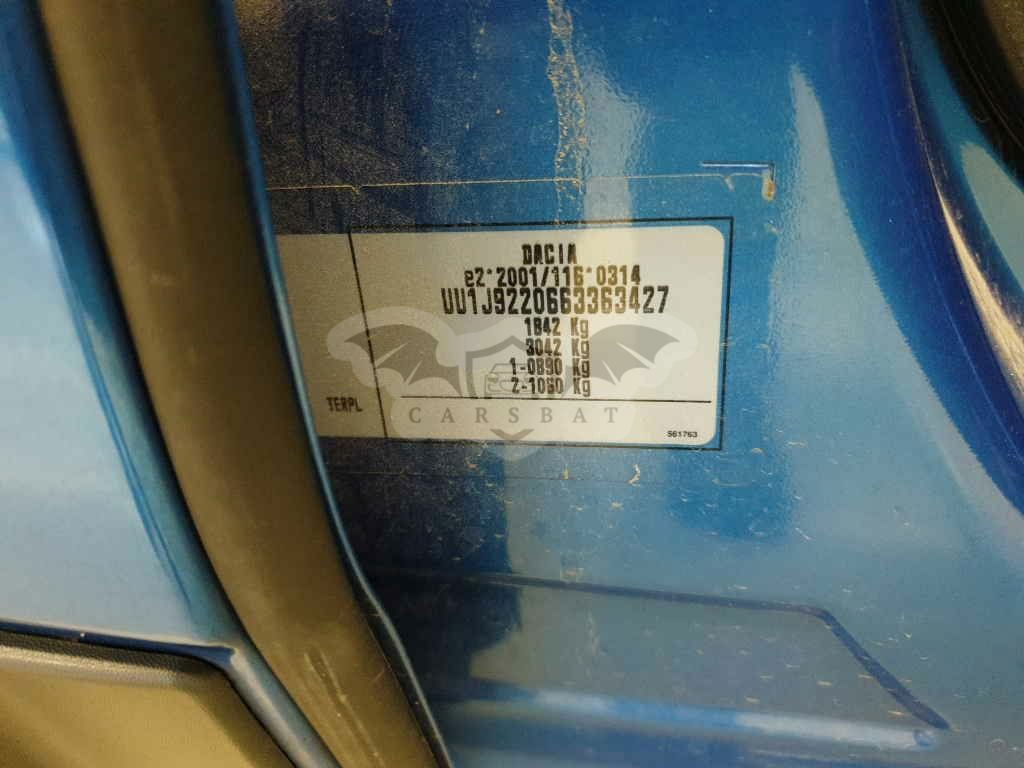 DACIA
e2*2001/116*0314
UU1J9220663363427
1842 Kg
3042 Kg
1-0890 Kg
2-1060 Kg
TERPL
CARSBAT
561763